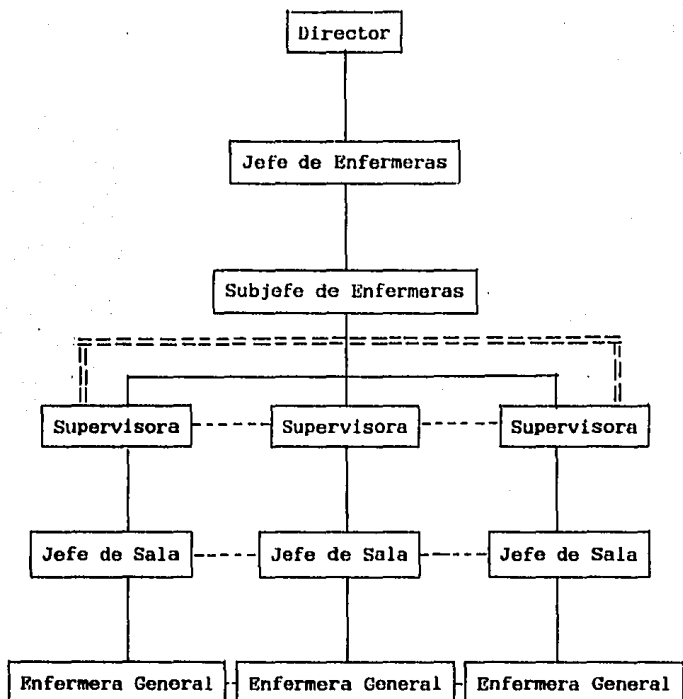 Director
Jefe de Enfermeras
Subjefe de Enfermeras
Supervisora Supervisora Supervisora
Jefe de Sala Jefe de Sala Jefe de Sala
Enfermera General Enfermera General Enfermera General